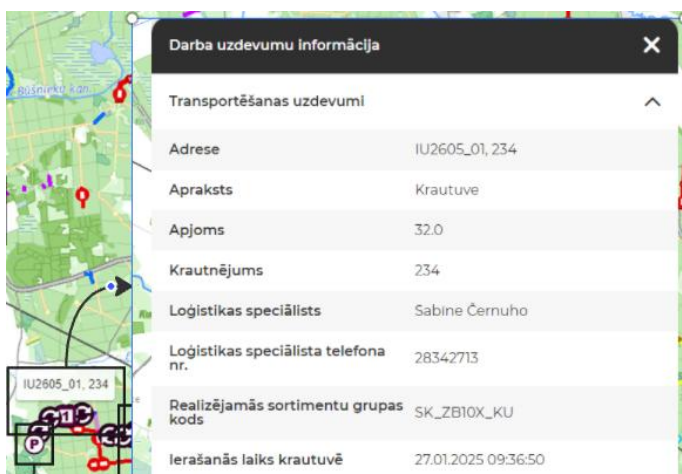 Darba uzdevumu informācija
Transportēšanas uzdevumi
Adrese IU2605_01, 234
Apraksts Krautuve
Apjoms 32.0
Krautnējums 234
Loģistikas speciālists Sabīne Černuho
Loģistikas speciālista telefona
nr. 28342713
Realizējamās sortimentu grupas
kods SK_ZB10X_KU
Ierašanās laiks krautuvē 27.01.2025 09:36:50
Būšnieku kan.
IU2605_01, 234
1
P